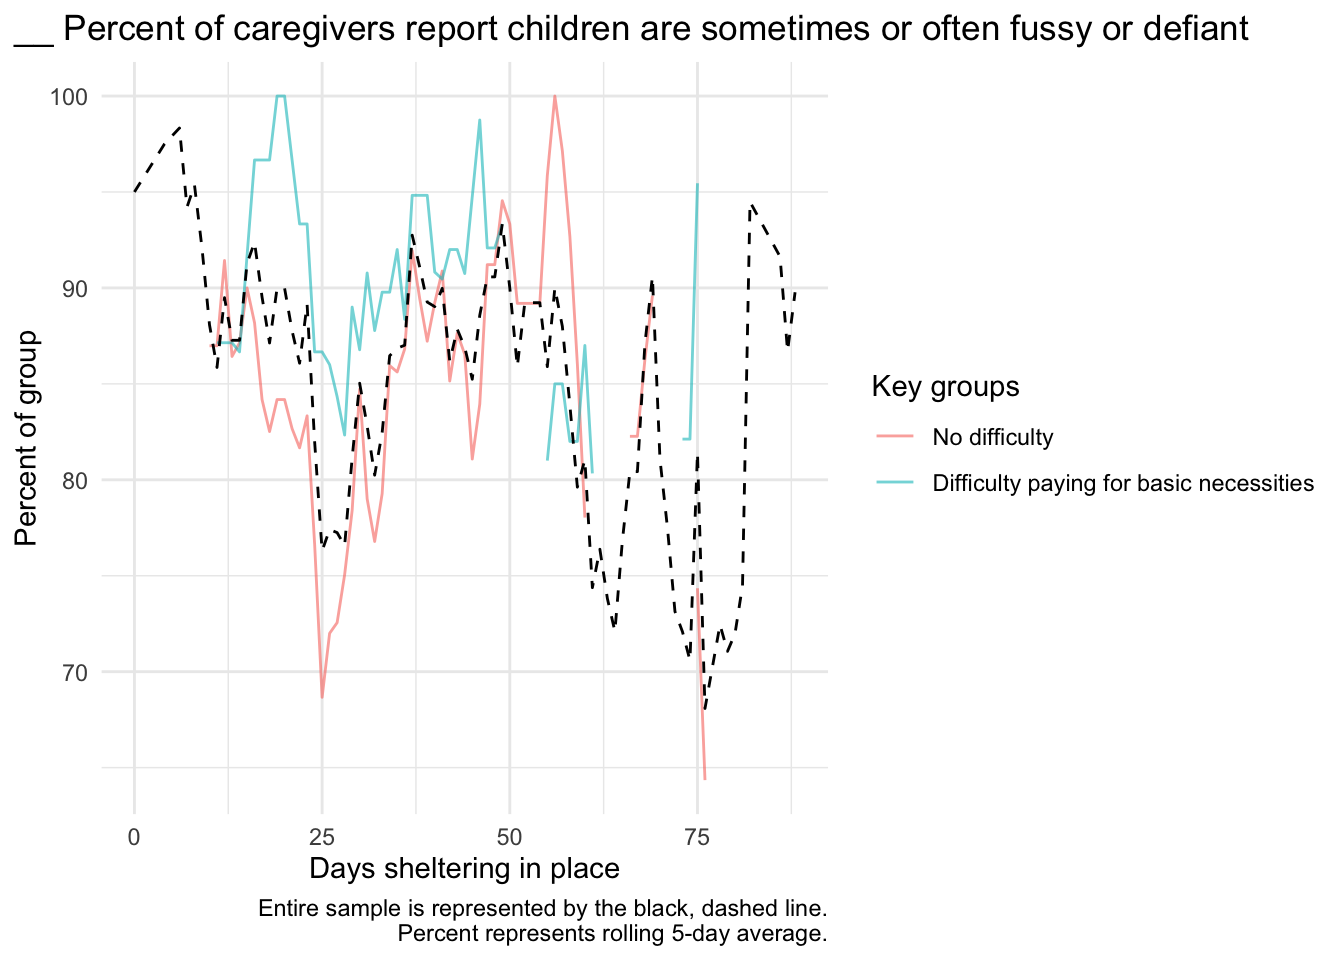 __ Percent of caregivers report children are sometimes or often fussy or defiant
100
90
80
70
Percent of group
0 25 50 75
Days sheltering in place
Key groups
No difficulty
Difficulty paying for basic necessities
Entire sample is represented by the black, dashed line.
Percent represents rolling 5-day average.